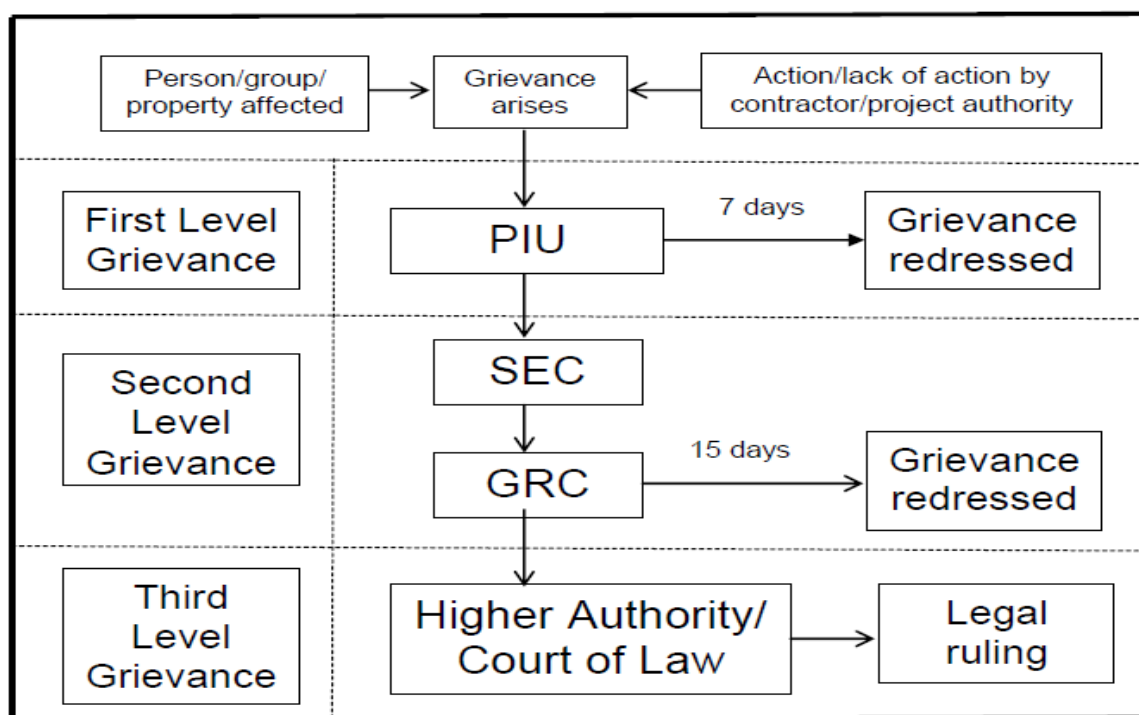 Person/group/
property affected
Grievance
arises
Action/lack of action by
contractor/project authority
First Level
Grievance
PIU
7 days
Grievance
redressed
Second
Level
Grievance
SEC
GRC
15 days
Grievance
redressed
Third
Level
Grievance
Higher Authority/
Court of Law
Legal
ruling